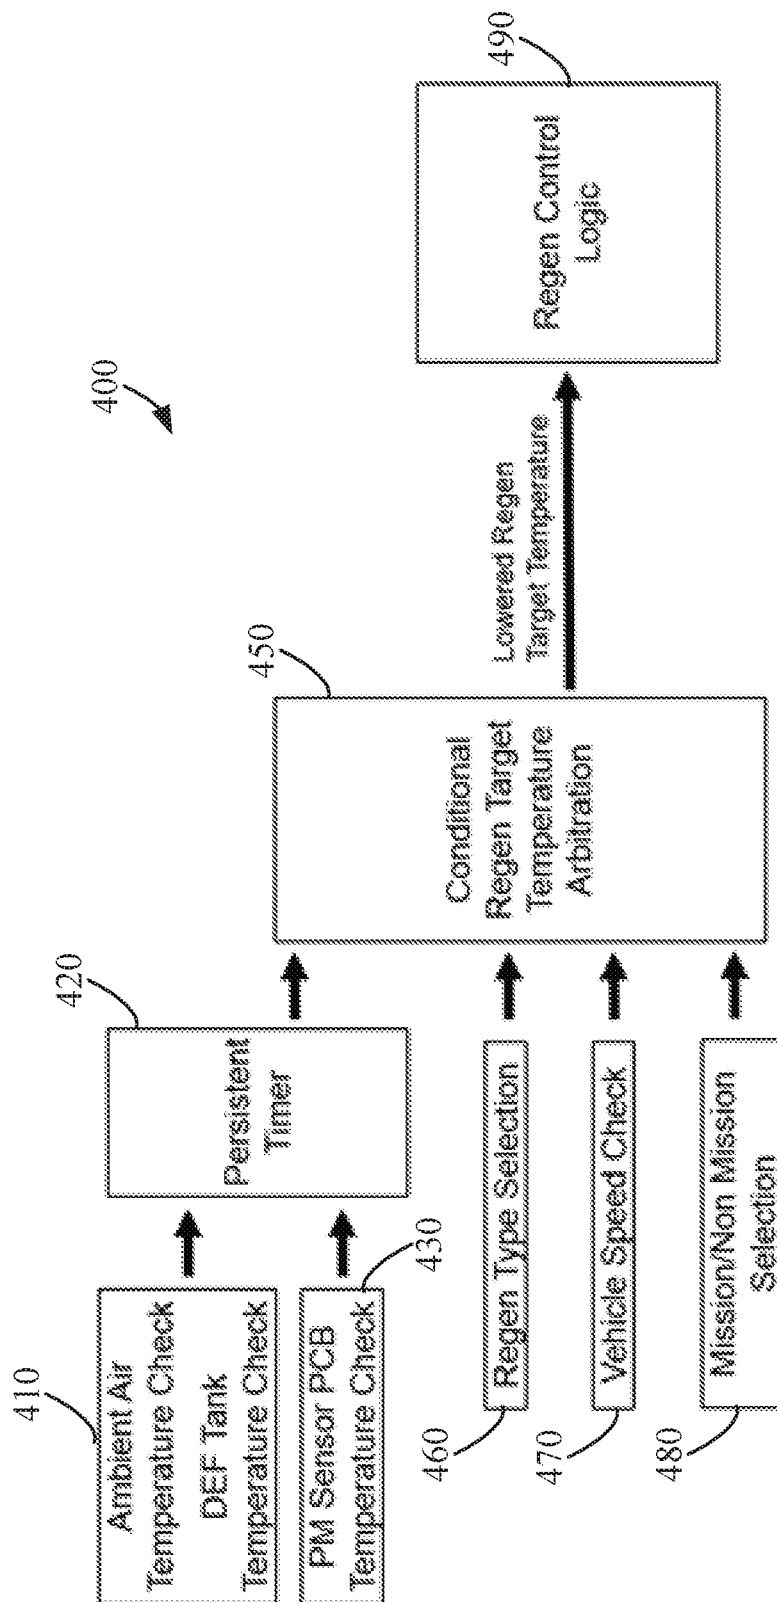 400
410
Ambient Air
Temperature Check
DEF Tank
Temperature Check
PM Sensor PCB
Temperature Check
430
420
Persistent
Timer
460
Regen Type Selection
470
Vehicle Speed Check
480
Mission/Non Mission
Selection
450
Conditional
Regen Target
Temperature
Arbitration
Lowered Regen
Target Temperature
490
Regen Control
Logic